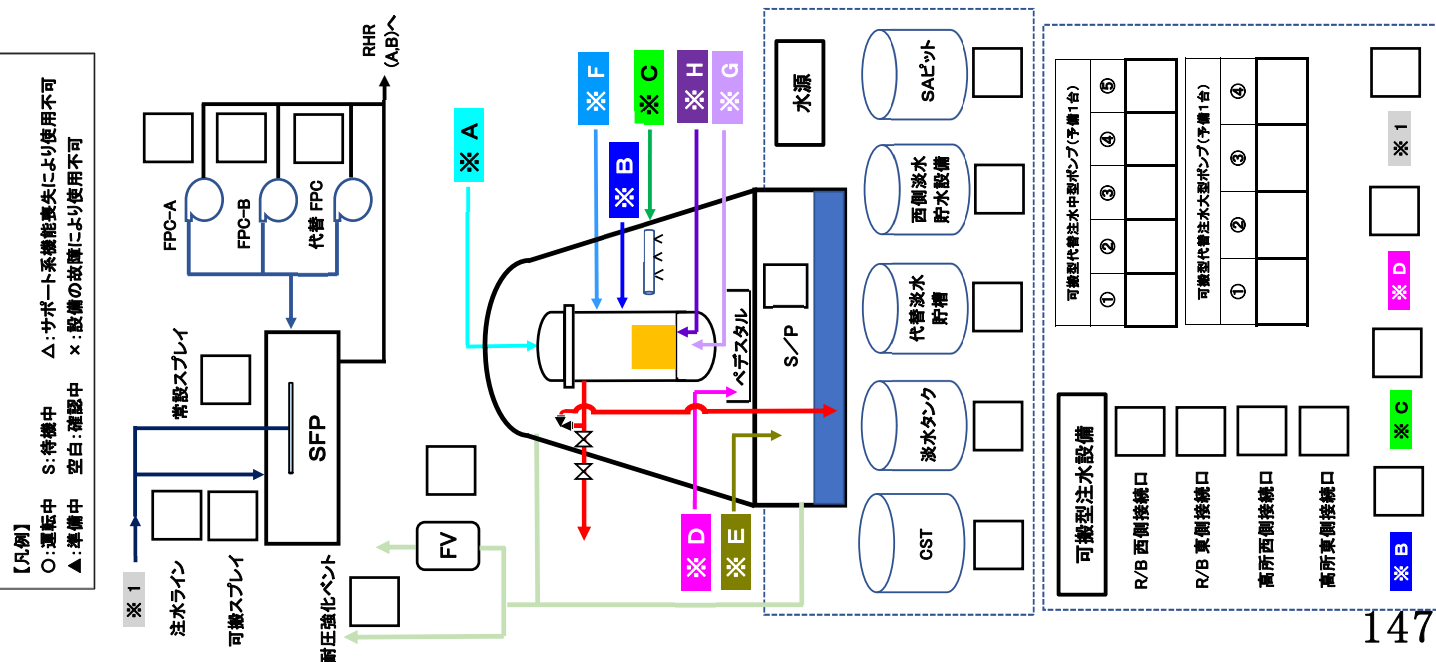 【凡例】
○:運転中 S:待機中 △:サポート系機能喪失により使用不可
▲:準備中 空白:確認中 ×:設備の故障により使用不可
※1
注水ライン
可搬スプレイ
常設スプレイ
SFP
FPC-A
FPC-B
代替 FPC
RHR
(A,B)へ
耐圧強化ベント
FV
※A
※F
※B
※C
※H
※G
※D
※E
ペデスタル
S/P
水源
CST
淡水タンク
代替淡水
貯槽
西側淡水
貯水設備
SAピット
可搬型注水設備
R/B 西側接続口
R/B 東側接続口
高所西側接続口
高所東側接続口
可搬型代替注水中型ポンプ(予備1台)
① ② ③ ④ ⑤
可搬型代替注水大型ポンプ(予備1台)
① ② ③ ④
※B
※C
※D
※1
147